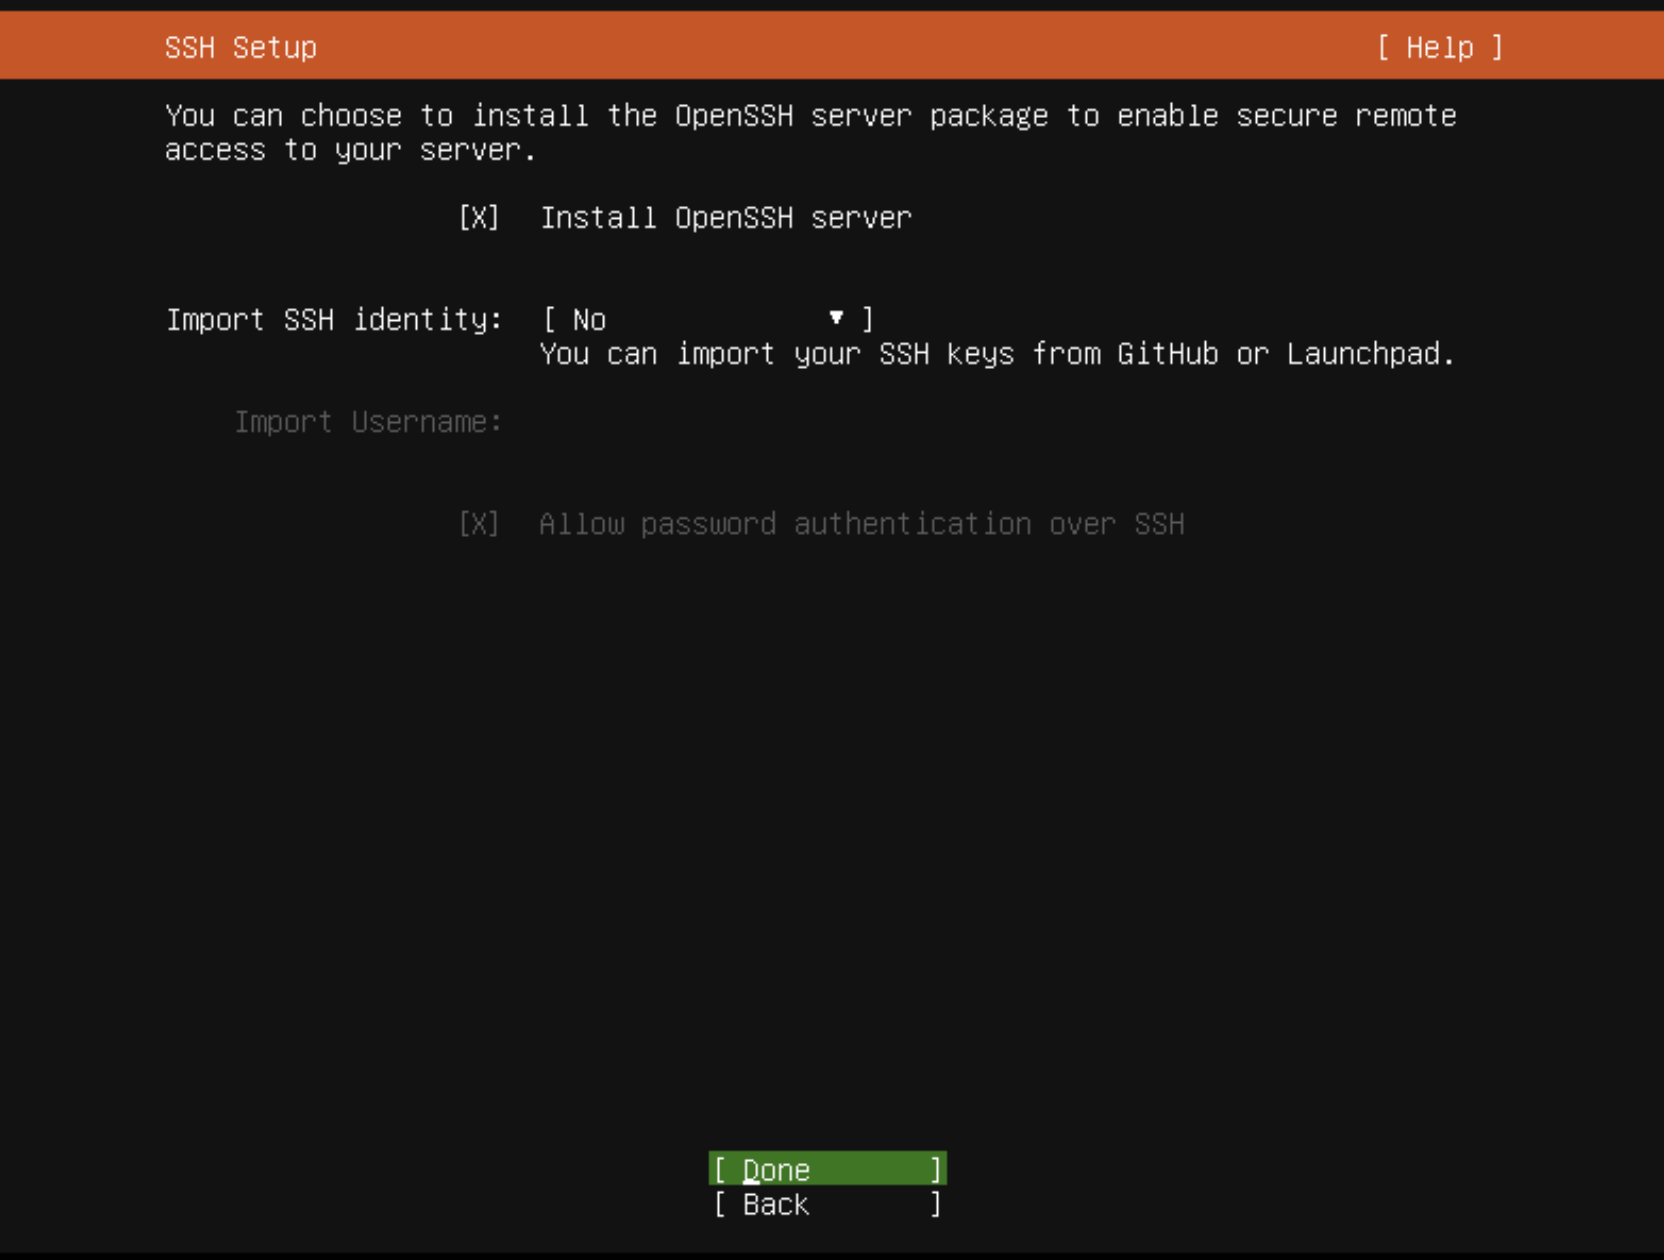 SSH Setup [ Help ]
You can choose to install the OpenSSH server package to enable secure remote
access to your server.
[X] Install OpenSSH server
Import SSH identity: [ No ▾ ]
You can import your SSH keys from GitHub or Launchpad.
Import Username:
[X] Allow password authentication over SSH
[ Done ]
[ Back ]